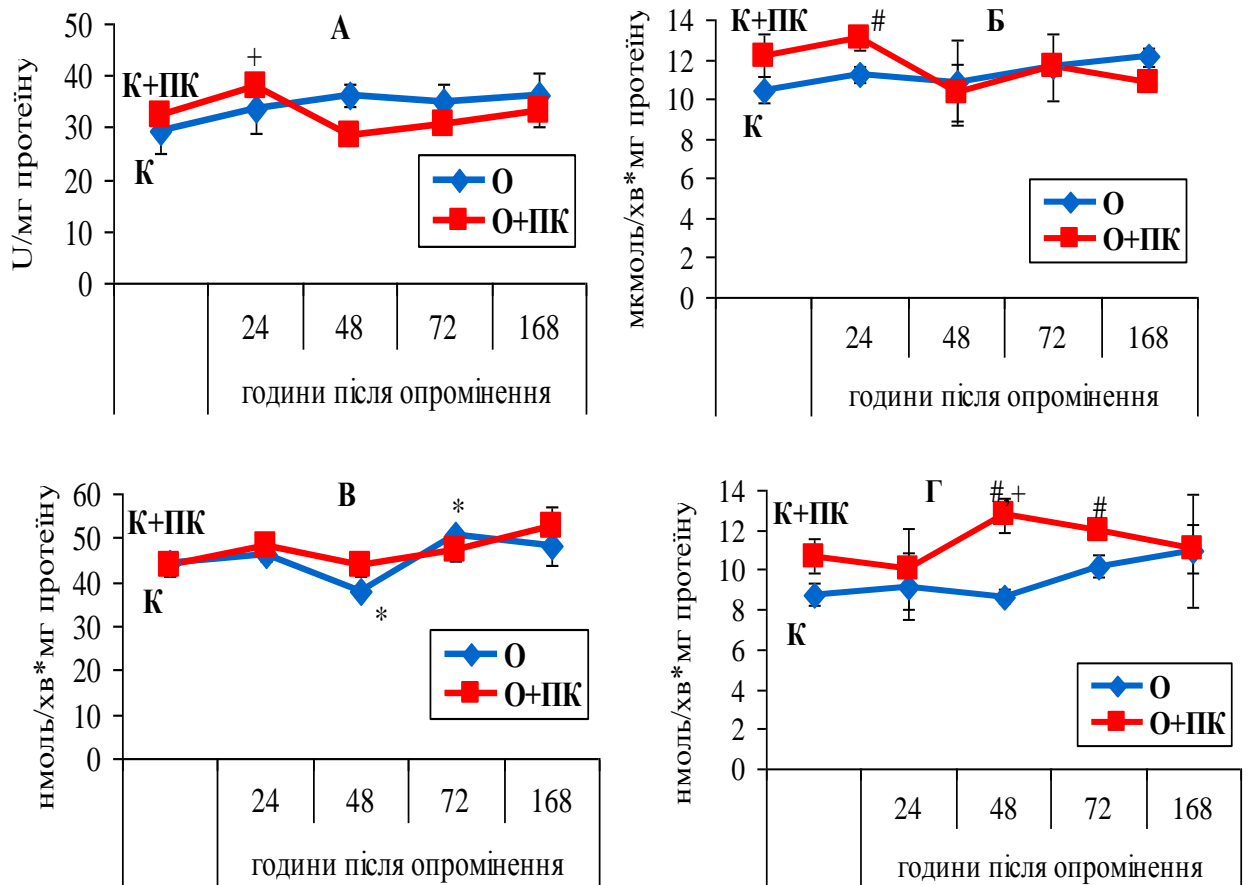 А
U/мг протеїну
50
40
30
20
10
0
К+ПК
К
+
О
О+ПК
24 48 72 168
години після опромінення
Б
мкмоль/хв*мг протеїну
14
12
10
8
6
4
2
0
К+ПК
К
#
О
О+ПК
24 48 72 168
години після опромінення
В
нмоль/хв*мг протеїну
60
50
40
30
20
10
0
К+ПК
К
*
*
О
О+ПК
24 48 72 168
години після опромінення
Г
нмоль/хв*мг протеїну
14
12
10
8
6
4
2
0
К+ПК
К
#+
#
О
О+ПК
24 48 72 168
години після опромінення